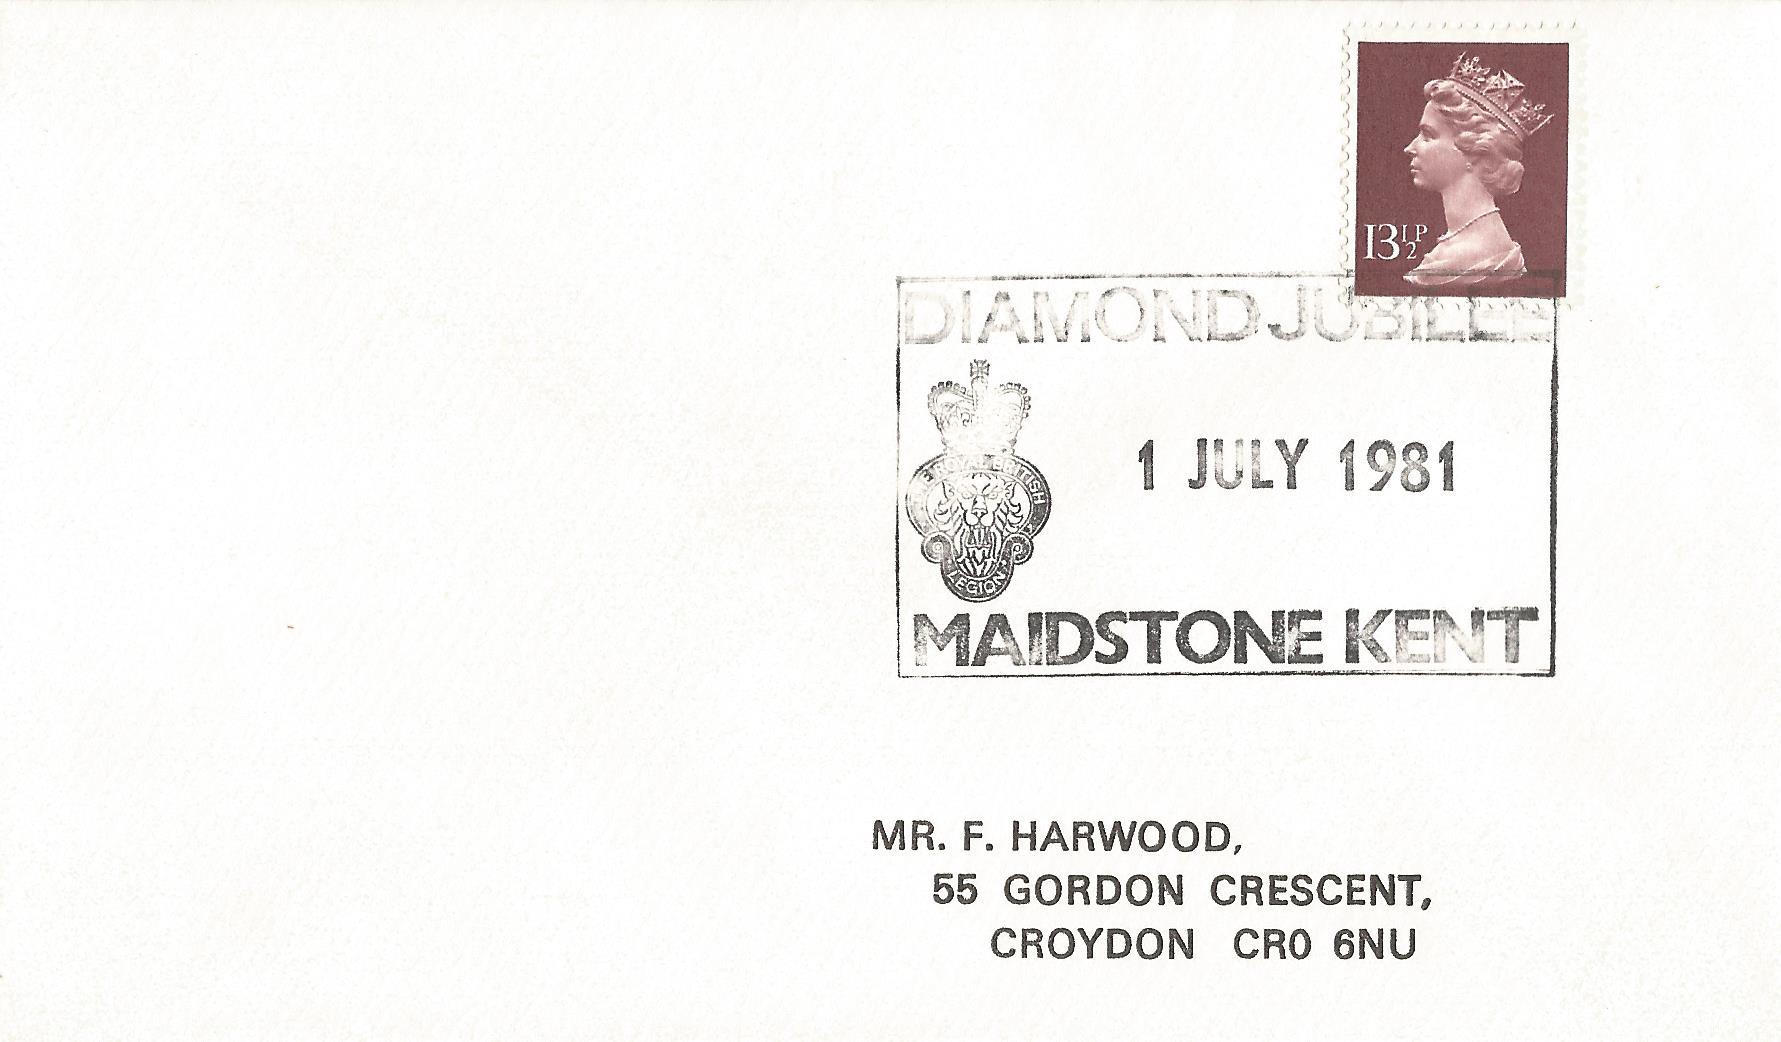 13½P
DIAMOND JUBILEE
THE ROYAL BRITISH
LEGION
1 JULY 1981
MAIDSTONE KENT
MR. F. HARWOOD,
55 GORDON CRESCENT,
CROYDON CR0 6NU